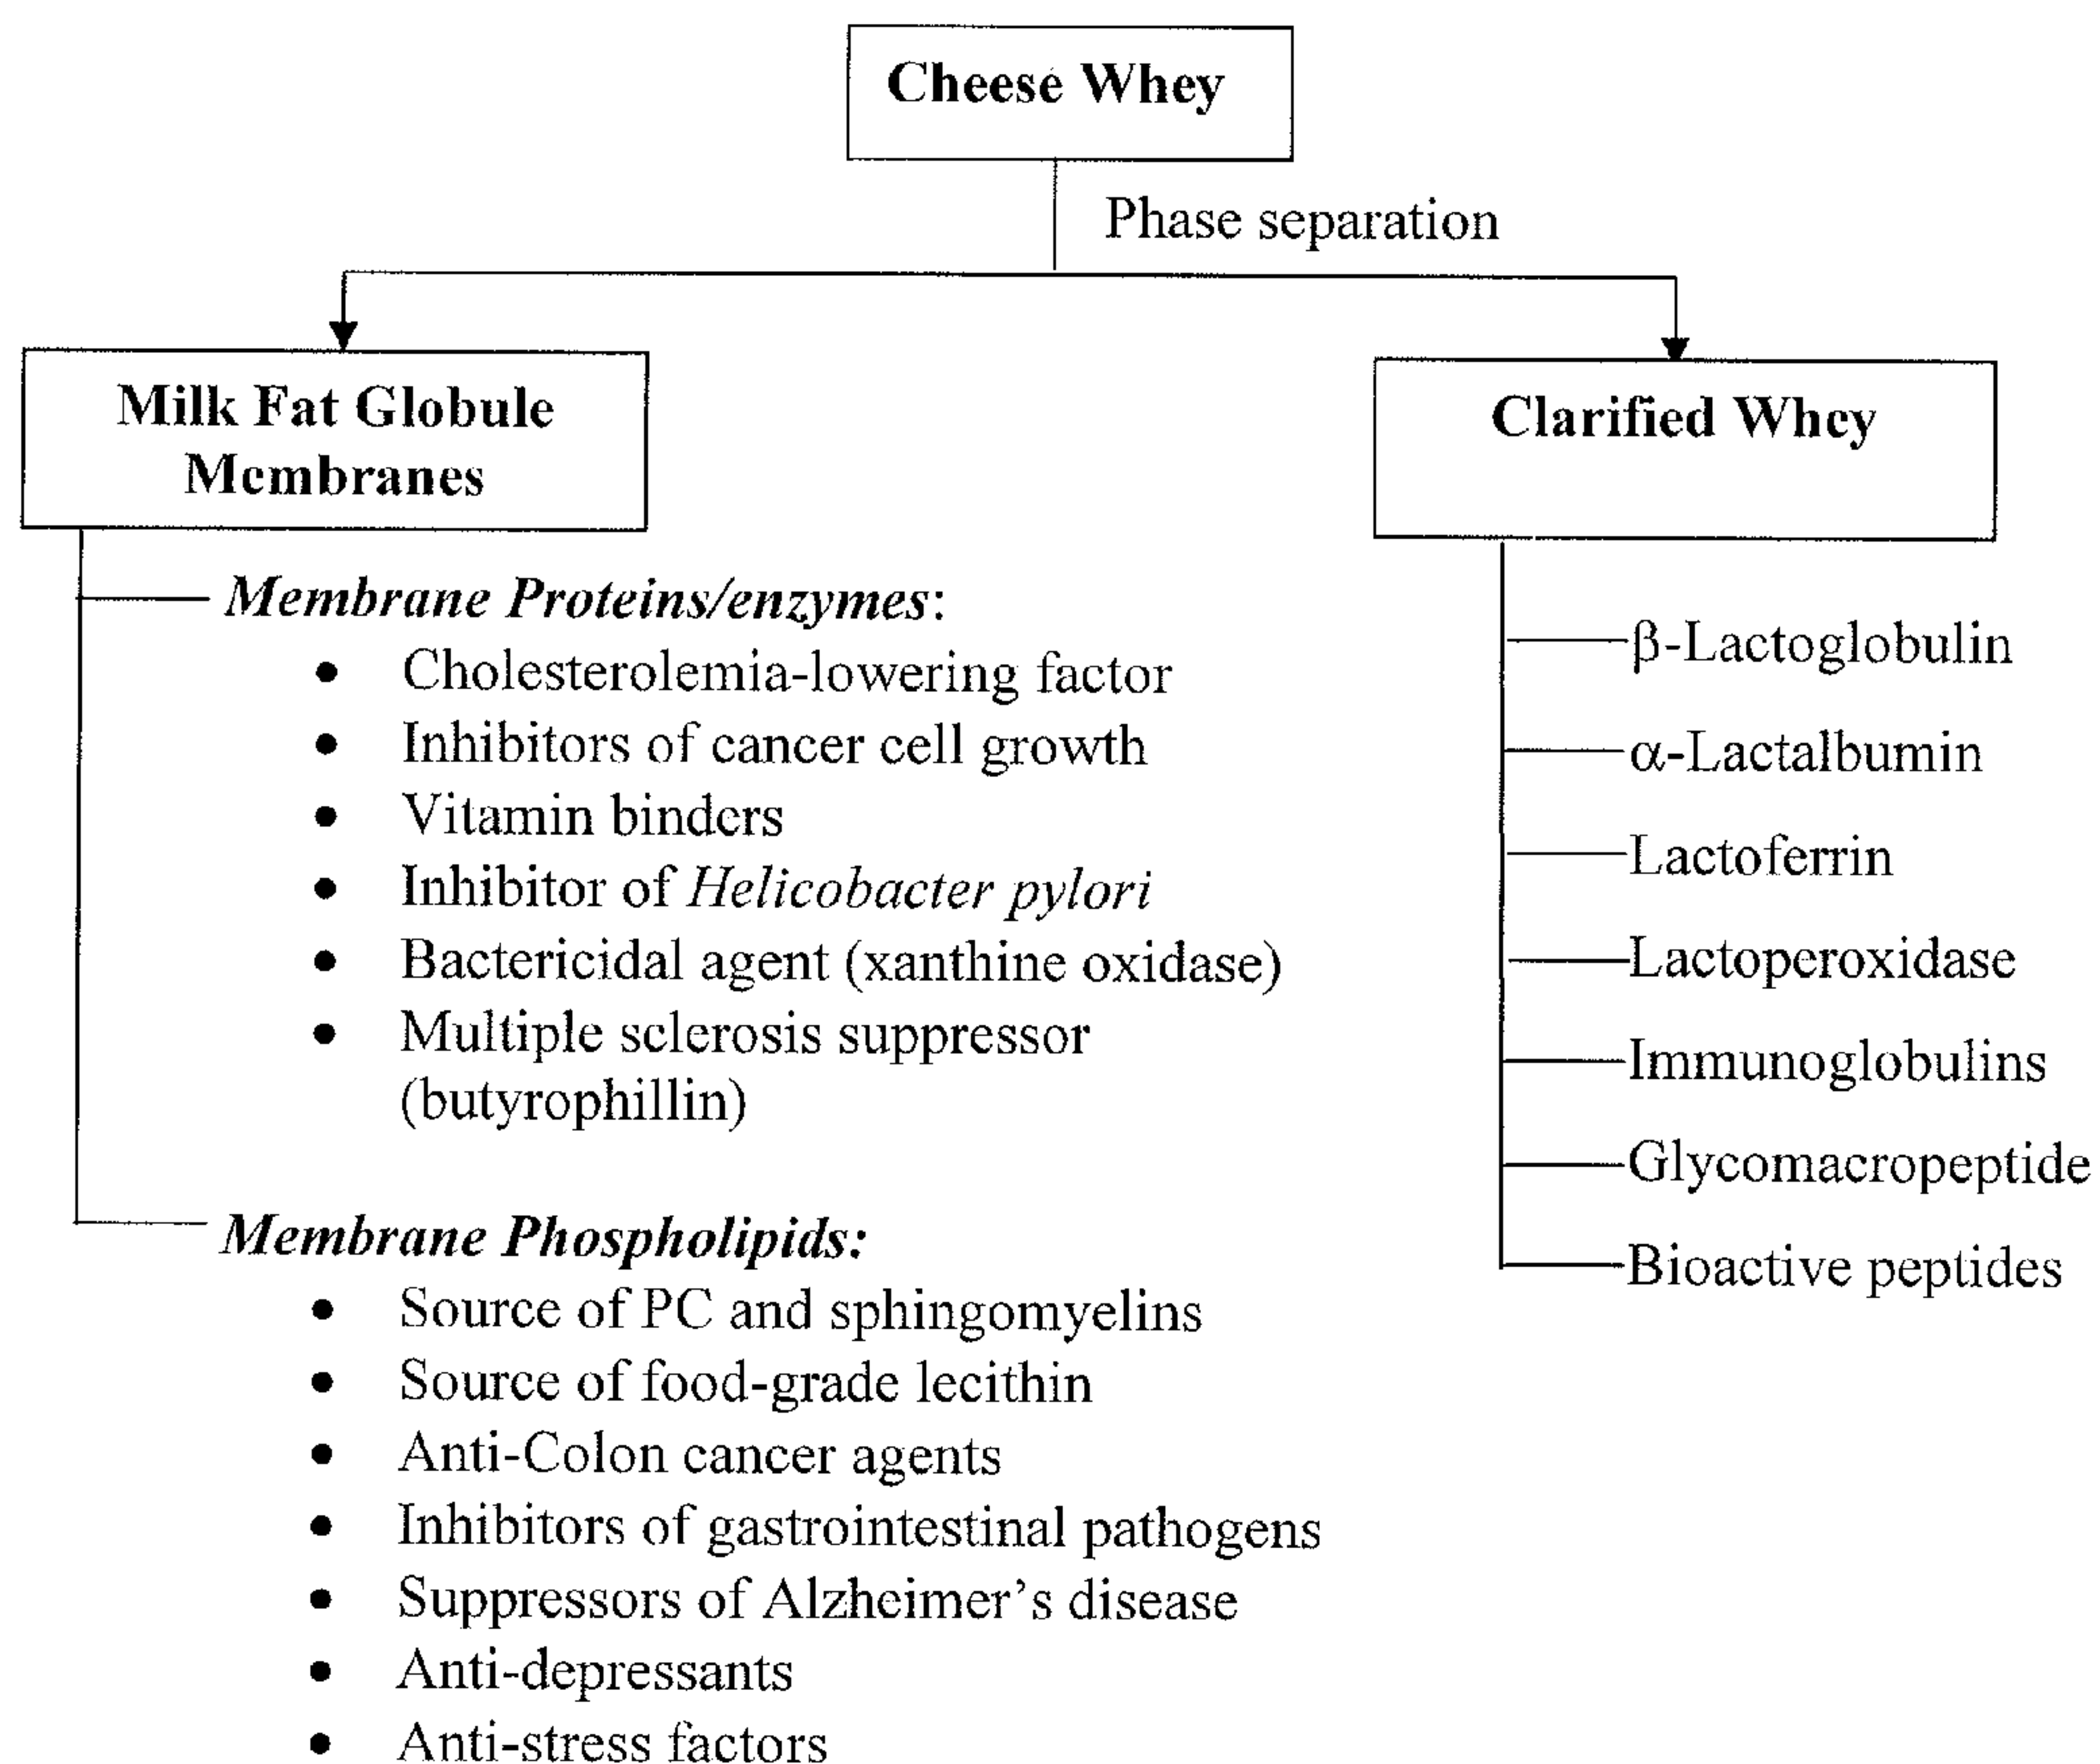 Cheese Whey
Phase separation
Milk Fat Globule
Membranes
Membrane Proteins/enzymes:
• Cholesterolemia-lowering factor
• Inhibitors of cancer cell growth
• Vitamin binders
• Inhibitor of Helicobacter pylori
• Bactericidal agent (xanthine oxidase)
• Multiple sclerosis suppressor
(butyrophillin)
Membrane Phospholipids:
• Source of PC and sphingomyelins
• Source of food-grade lecithin
• Anti-Colon cancer agents
• Inhibitors of gastrointestinal pathogens
• Suppressors of Alzheimer's disease
• Anti-depressants
• Anti-stress factors
Clarified Whey
β-Lactoglobulin
α-Lactalbumin
Lactoferrin
Lactoperoxidase
Immunoglobulins
Glycomacropeptide
Bioactive peptides